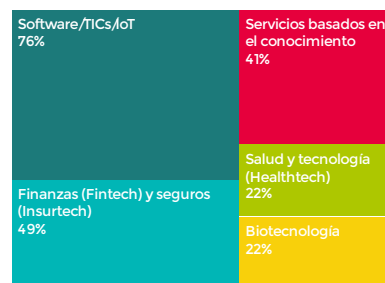 Software/TICs/IoT
76%
Servicios basados en
el conocimiento
41%
Finanzas (Fintech) y seguros
(Insurtech)
49%
Salud y tecnología
(Healthtech)
22%
Biotecnología
22%